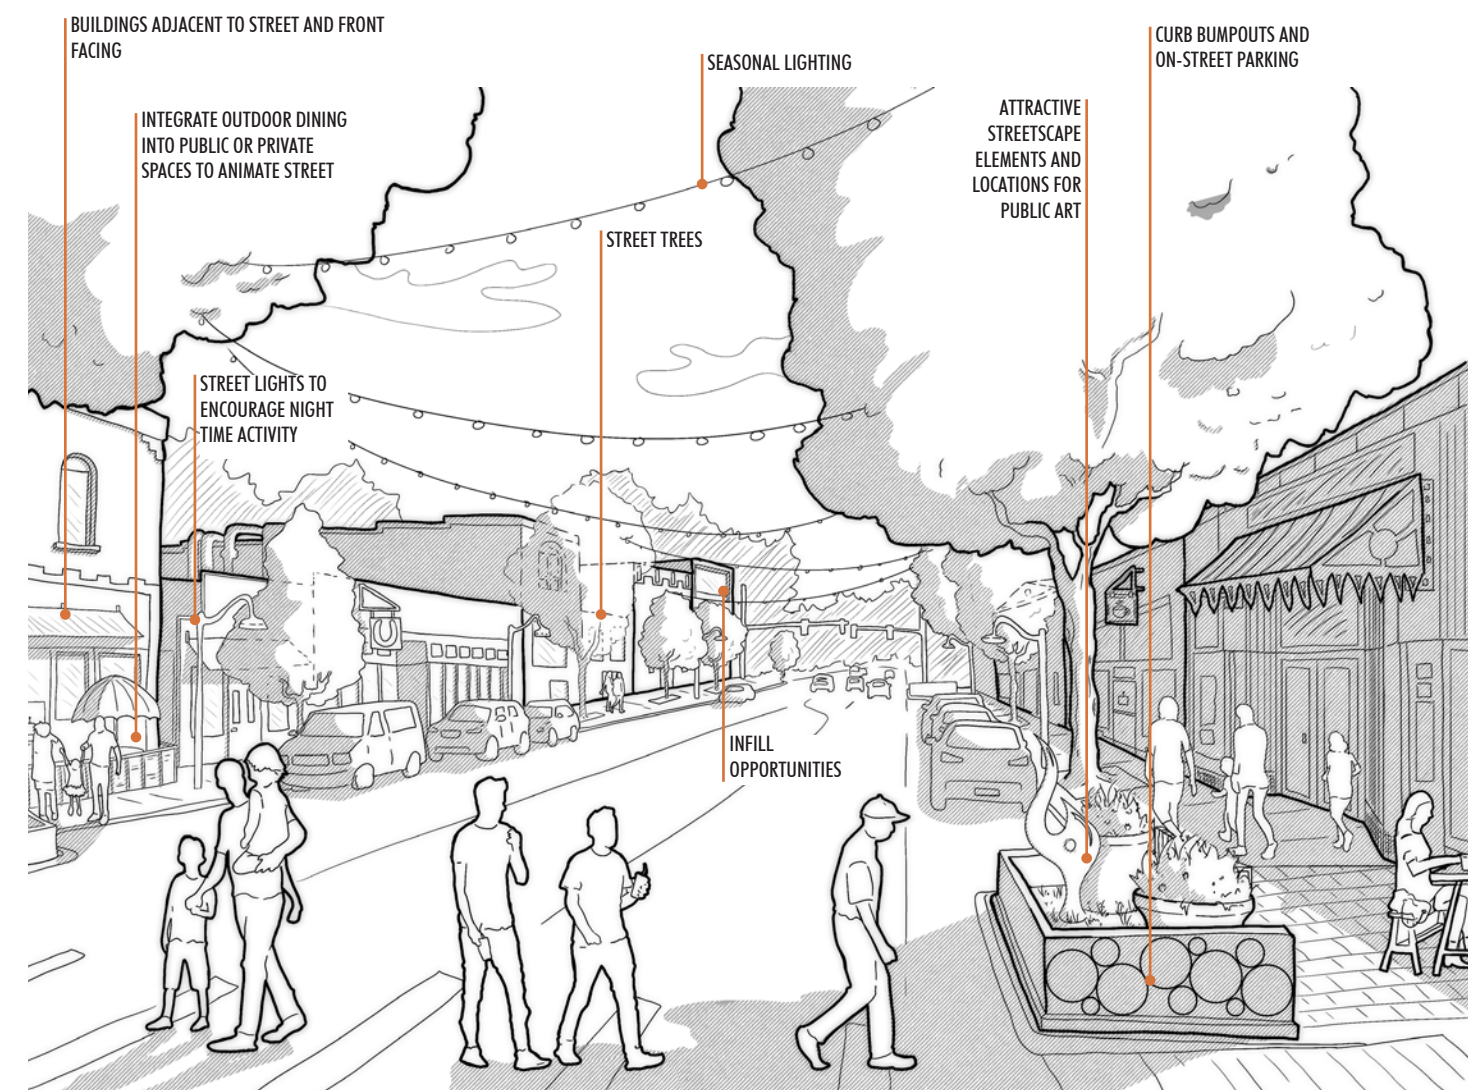 BUILDINGS ADJACENT TO STREET AND FRONT
FACING
INTEGRATE OUTDOOR DINING
INTO PUBLIC OR PRIVATE
SPACES TO ANIMATE STREET
STREET LIGHTS TO
ENCOURAGE NIGHT
TIME ACTIVITY
SEASONAL LIGHTING
STREET TREES
INFILL
OPPORTUNITIES
ATTRACTIVE
STREETSCAPE
ELEMENTS AND
LOCATIONS FOR
PUBLIC ART
CURB BUMPOUTS AND
ON-STREET PARKING